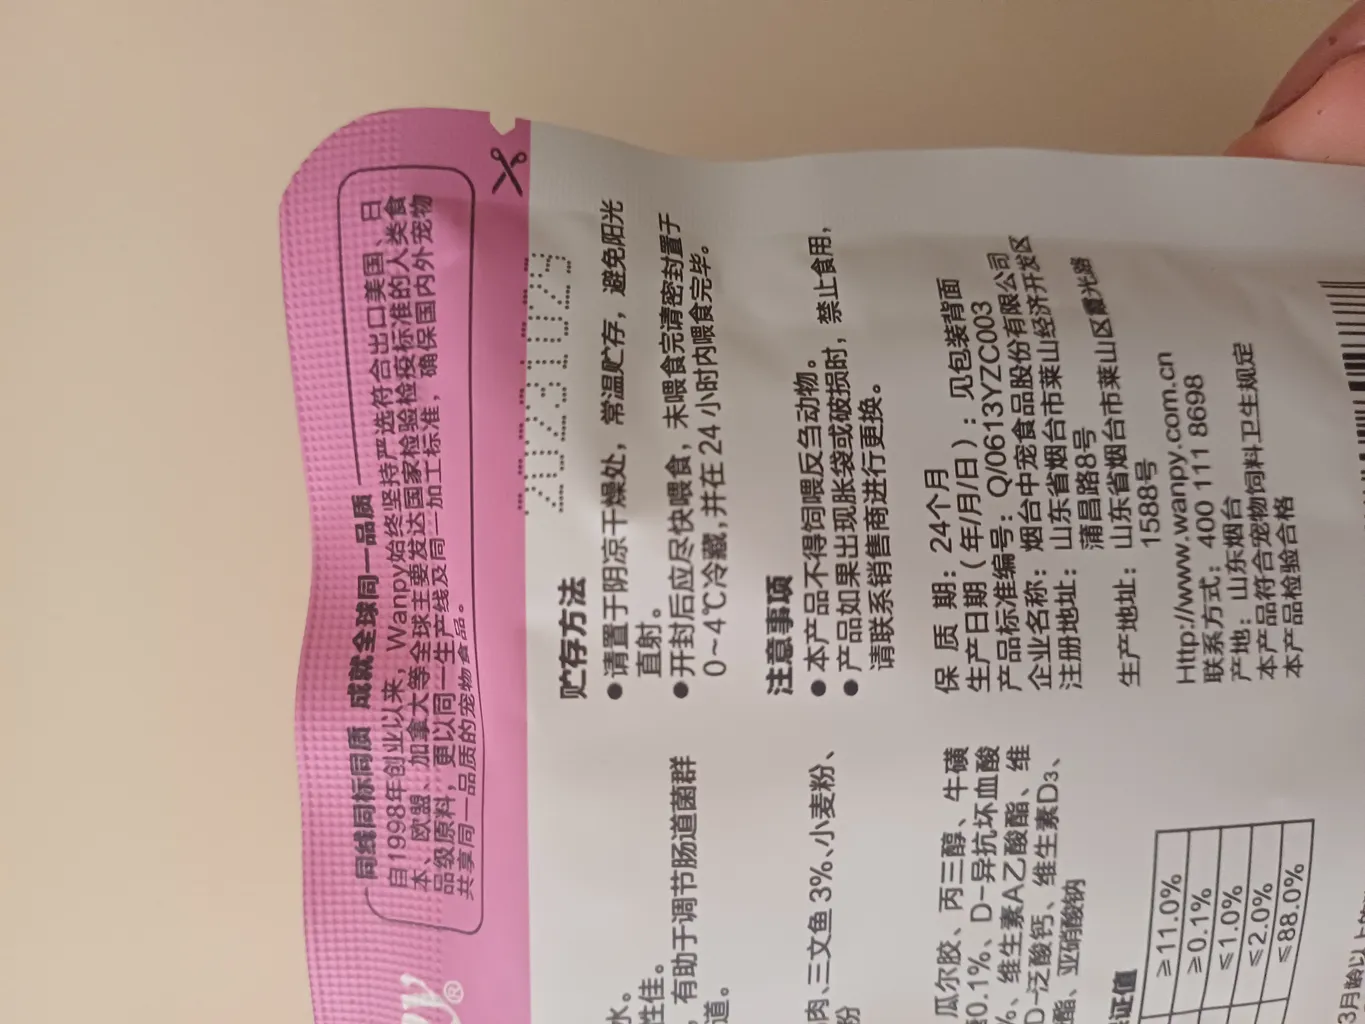 同线同标同质 成就全球同一品质
自1998年创业以来，Wanpy始终坚持严选符合出口美国、日
本、欧盟、加拿大等全球主要发达国家检验检疫标准的人类食
品级原料，更以同一生产线及同一加工标准，确保国内外宠物
共享同一品质的宠物食品。
®
20231023
贮存方法
●请置于阴凉干燥处，常温贮存，避免阳光
直射。
●开封后应尽快喂食，未喂食完请密封置于
0~4℃冷藏,并在24小时内喂食完毕。
注意事项
●本产品不得饲喂反刍动物。
●产品如果出现胀袋或破损时，禁止食用，
请联系销售商进行更换。
保 质 期：24个月
生产日期（年/月/日）：见包装背面
产品标准编号：Q/0613YZC003
企业名称：烟台中宠食品股份有限公司
注册地址：山东省烟台市莱山经济开发区
蒲昌路8号
生产地址：山东省烟台市莱山区霞光路
1588号
Http://www.wanpy.com.cn
联系方式：400 111 8698
产地：山东烟台
本产品符合宠物饲料卫生规定
本产品检验合格
水。
性佳。
，有助于调节肠道菌群
道。
肉、三文鱼3%、小麦粉、
粉
瓜尔胶、丙三醇、牛磺
0.1%、D-异抗坏血酸
%、维生素A乙酸酯、维
D-泛酸钙、维生素D₃、
酯、亚硝酸钠
证值
≥11.0%
≥0.1%
≤1.0%
≤2.0%
≤88.0%
3月龄以上